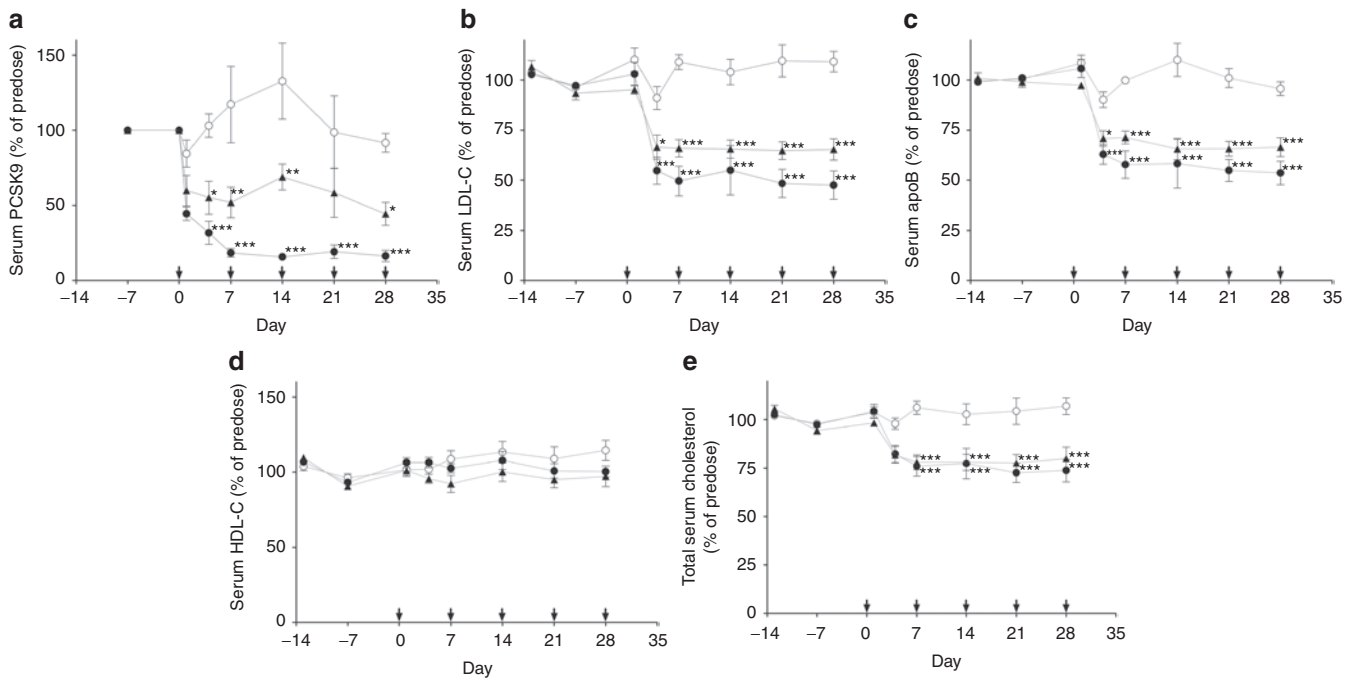 a
Serum PCSK9 (% of predose)
150
100
50
0
* ** ** *
*** *** *** *** ***
−14 −7 0 7 14 21 28 35
Day
b
Serum LDL-C (% of predose)
100
75
50
25
0
* *** *** *** ***
*** *** *** *** ***
−14 −7 0 7 14 21 28 35
Day
c
Serum apoB (% of predose)
100
75
50
25
0
* *** *** *** ***
*** *** *** *** ***
−14 −7 0 7 14 21 28 35
Day
d
Serum HDL-C (% of predose)
150
100
50
0
−14 −7 0 7 14 21 28 35
Day
e
Total serum cholesterol
(% of predose)
100
75
50
25
0
*** *** *** ***
*** *** *** ***
−14 −7 0 7 14 21 28 35
Day